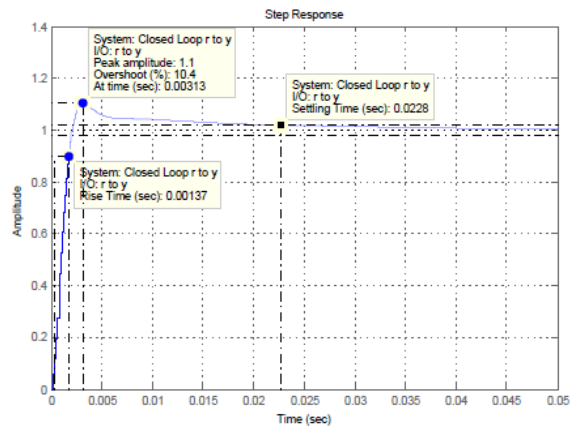 Step Response
1.4
1.2
1
0.8
0.6
0.4
0.2
0
Amplitude
System: Closed Loop r to y
I/O: r to y
Peak amplitude: 1.1
Overshoot (%): 10.4
At time (sec): 0.00313
System: Closed Loop r to y
I/O: r to y
Settling Time (sec): 0.0228
System: Closed Loop r to y
I/O: r to y
Rise Time (sec): 0.00137
0 0.005 0.01 0.015 0.02 0.025 0.03 0.035 0.04 0.045 0.05
Time (sec)